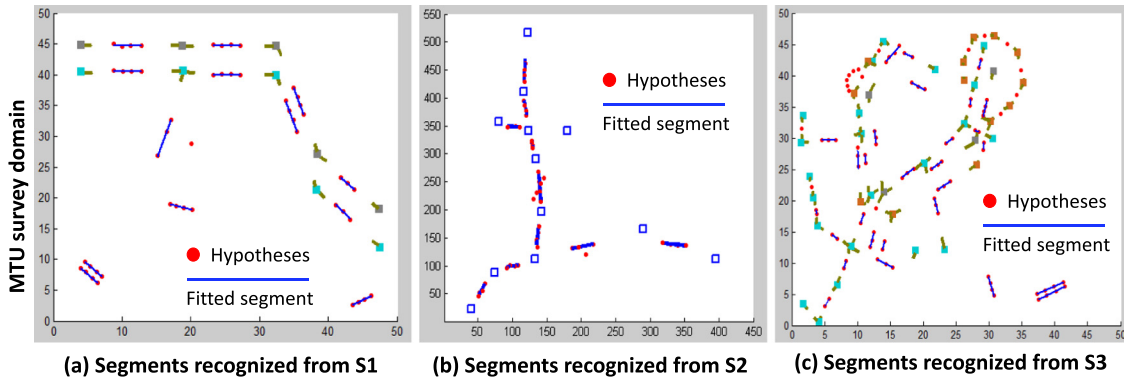 MTU survey domain
50
45
40
35
30
25
20
15
10
5
0
0 10 20 30 40 50
Hypotheses
Fitted segment
(a) Segments recognized from S1
550
500
450
400
350
300
250
200
150
100
50
50 100 150 200 250 300 350 400 450
Hypotheses
Fitted segment
(b) Segments recognized from S2
50
45
40
35
30
25
20
15
10
5
0
0 5 10 15 20 25 30 35 40 45 50
Hypotheses
Fitted segment
(c) Segments recognized from S3